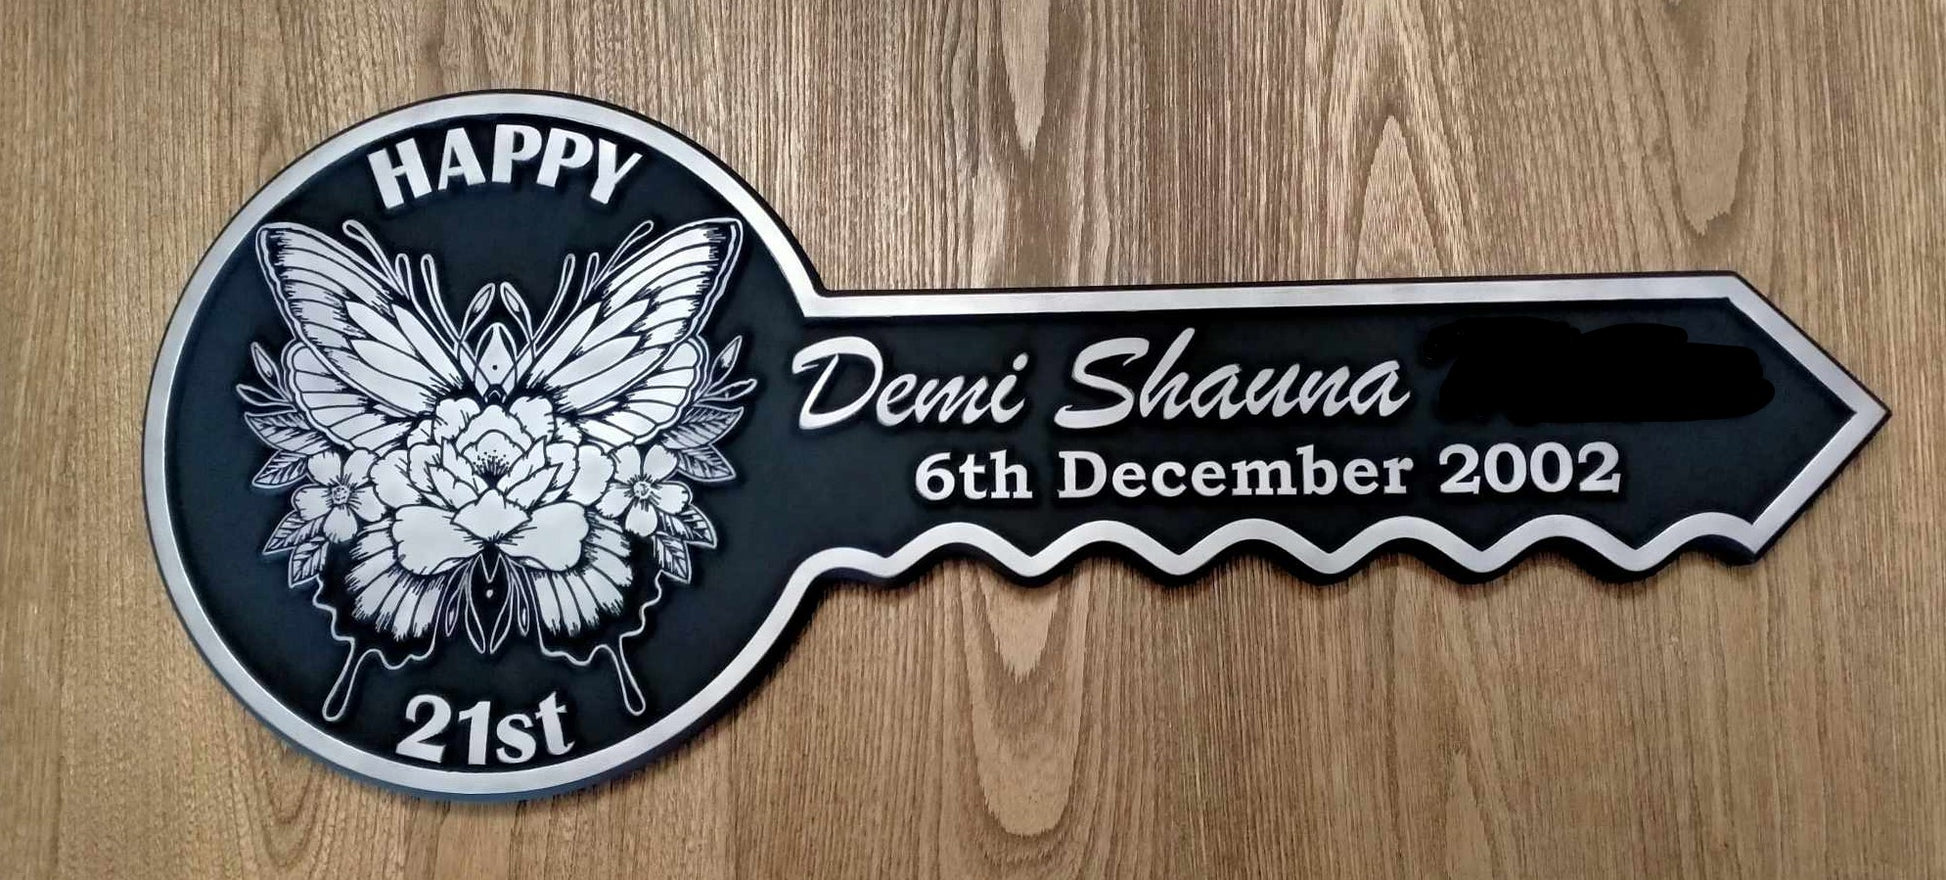 HAPPY
21st
Demi Shauna
6th December 2002